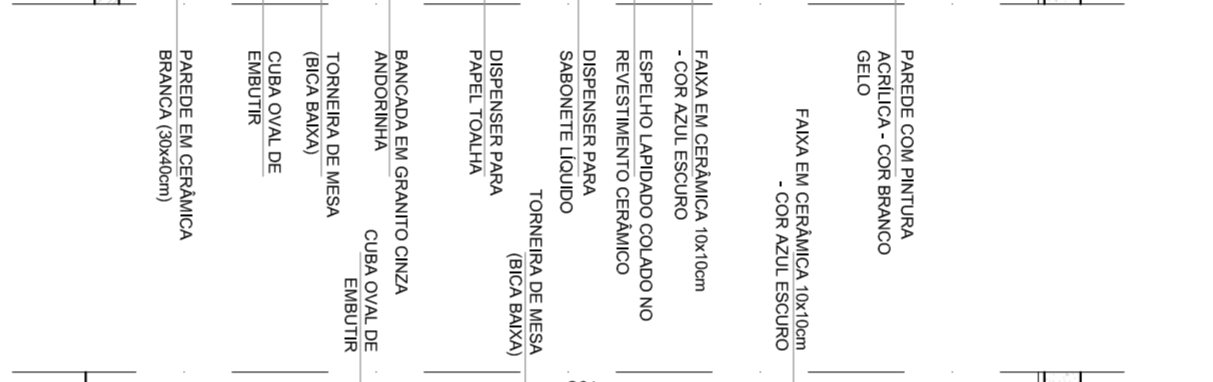 PAREDE COM PINTURA
ACRÍLICA - COR BRANCO
GELO
FAIXA EM CERÂMICA 10x10cm
- COR AZUL ESCURO
FAIXA EM CERÂMICA 10x10cm
- COR AZUL ESCURO
ESPELHO LAPIDADO COLADO NO
REVESTIMENTO CERÂMICO
DISPENSER PARA
SABONETE LÍQUIDO
TORNEIRA DE MESA
(BICA BAIXA)
DISPENSER PARA
PAPEL TOALHA
BANCADA EM GRANITO CINZA
ANDORINHA
CUBA OVAL DE
EMBUTIR
TORNEIRA DE MESA
(BICA BAIXA)
CUBA OVAL DE
EMBUTIR
PAREDE EM CERÂMICA
BRANCA (30x40cm)